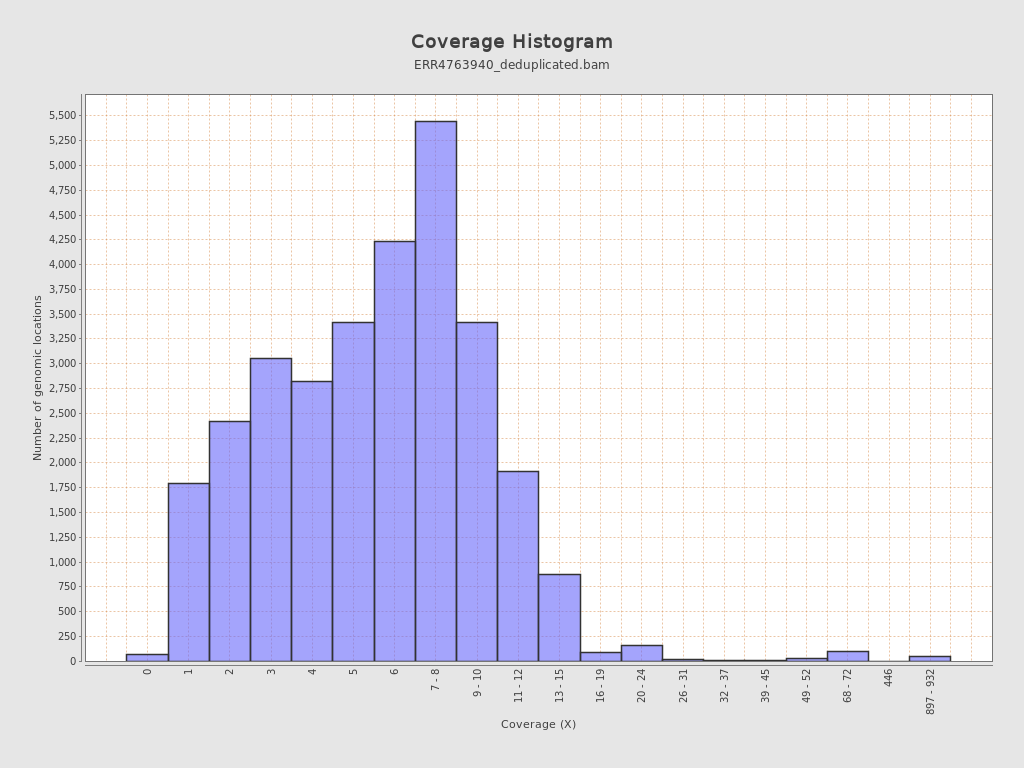 Coverage Histogram
ERR4763940_deduplicated.bam
Number of genomic locations
5,500
5,250
5,000
4,750
4,500
4,250
4,000
3,750
3,500
3,250
3,000
2,750
2,500
2,250
2,000
1,750
1,500
1,250
1,000
750
500
250
0
0
1
2
3
4
5
6
7 - 8
9 - 10
11 - 12
13 - 15
16 - 19
20 - 24
26 - 31
32 - 37
39 - 45
49 - 52
68 - 72
446
897 - 932
Coverage (X)